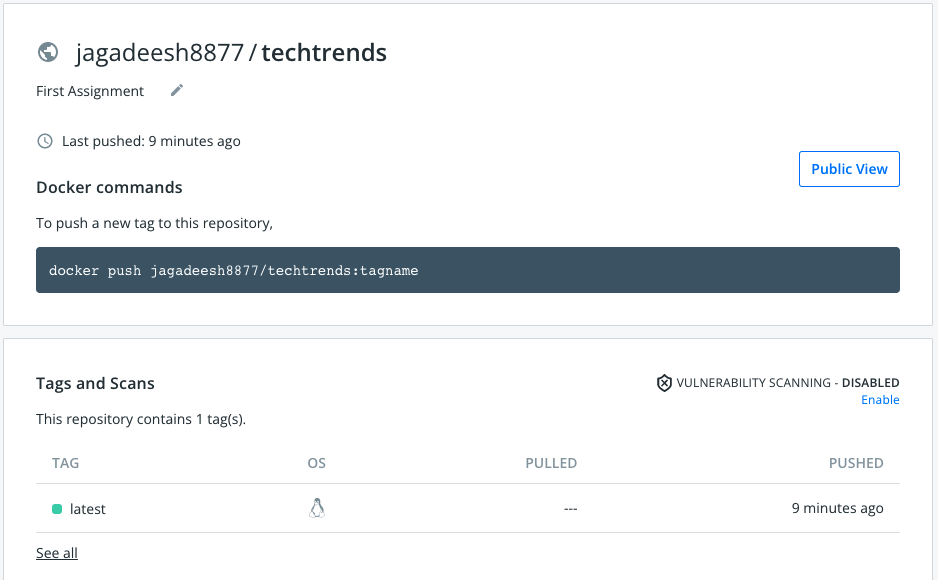 jagadeesh8877 / techtrends
First Assignment
Last pushed: 9 minutes ago
Public View
Docker commands
To push a new tag to this repository,
docker push jagadeesh8877/techtrends:tagname
Tags and Scans
VULNERABILITY SCANNING - DISABLED
Enable
This repository contains 1 tag(s).
TAG OS PULLED PUSHED
latest --- 9 minutes ago
See all